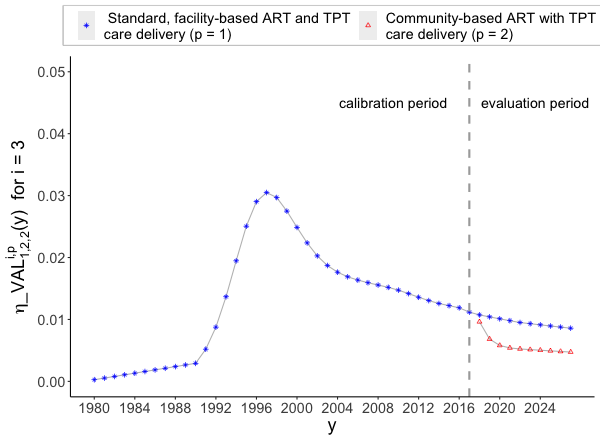 Standard, facility-based ART and TPT
care delivery (p = 1)
Community-based ART with TPT
care delivery (p = 2)
0.05
0.04
0.03
0.02
0.01
0.00
calibration period
evaluation period
η_VAL i,p 1,2,2 (y) for i = 3
1980 1984 1988 1992 1996 2000 2004 2008 2012 2016 2020 2024
y